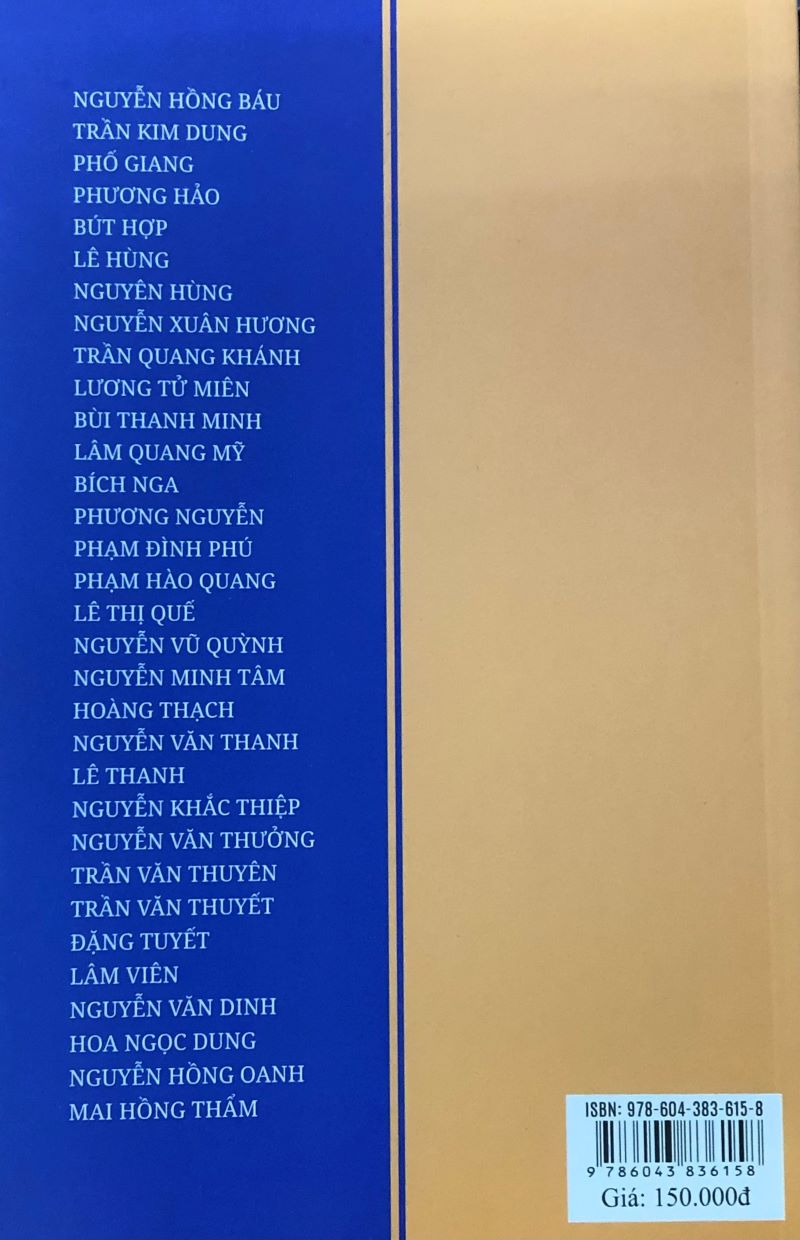 NGUYỄN HỒNG BÁU
TRẦN KIM DUNG
PHỐ GIANG
PHƯƠNG HẢO
BÚT HỢP
LÊ HÙNG
NGUYÊN HÙNG
NGUYỄN XUÂN HƯƠNG
TRẦN QUANG KHÁNH
LƯƠNG TỬ MIÊN
BÙI THANH MINH
LÂM QUANG MỸ
BÍCH NGA
PHƯƠNG NGUYỄN
PHẠM ĐÌNH PHÚ
PHẠM HÀO QUANG
LÊ THỊ QUẾ
NGUYỄN VŨ QUỲNH
NGUYỄN MINH TÂM
HOÀNG THẠCH
NGUYỄN VĂN THANH
LÊ THANH
NGUYỄN KHẮC THIỆP
NGUYỄN VĂN THƯỞNG
TRẦN VĂN THUYÊN
TRẦN VĂN THUYẾT
ĐẶNG TUYẾT
LÂM VIÊN
NGUYỄN VĂN DINH
HOA NGỌC DUNG
NGUYỄN HỒNG OANH
MAI HỒNG THẨM
ISBN: 978-604-383-615-8
9 786043 836158
Giá: 150.000đ